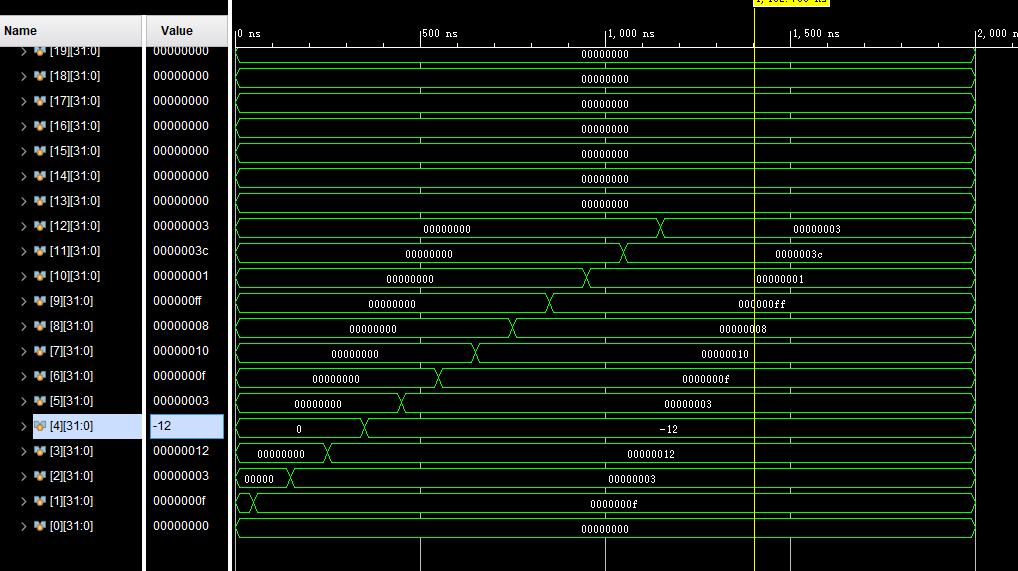 Name Value
0 ns 500 ns 1,000 ns 1,500 ns 2,000 n
[19][31:0] 00000000 00000000
[18][31:0] 00000000 00000000
[17][31:0] 00000000 00000000
[16][31:0] 00000000 00000000
[15][31:0] 00000000 00000000
[14][31:0] 00000000 00000000
[13][31:0] 00000000 00000000
[12][31:0] 00000003 00000000 00000003
[11][31:0] 0000003c 00000000 0000003c
[10][31:0] 00000001 00000000 00000001
[9][31:0] 000000ff 00000000 000000ff
[8][31:0] 00000008 00000000 00000008
[7][31:0] 00000010 00000000 00000010
[6][31:0] 0000000f 00000000 0000000f
[5][31:0] 00000003 00000000 00000003
[4][31:0] -12 0 -12
[3][31:0] 00000012 00000000 00000012
[2][31:0] 00000003 00000 00000003
[1][31:0] 0000000f 0000000f
[0][31:0] 00000000 00000000